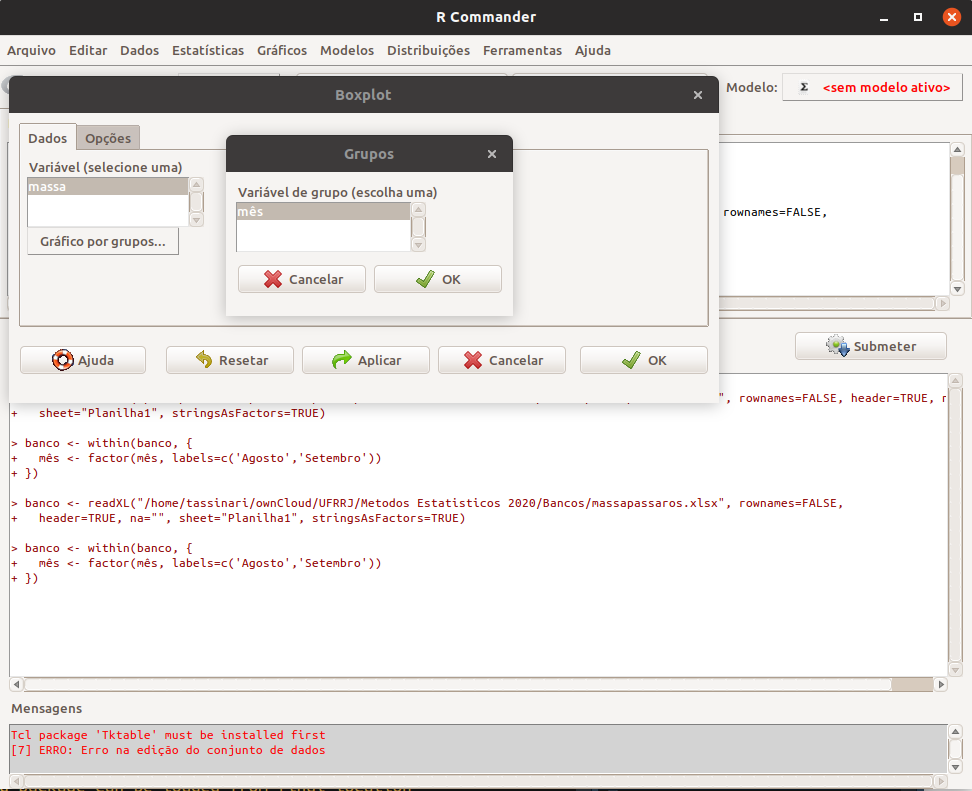 R Commander
Arquivo Editar Dados Estatísticas Gráficos Modelos Distribuições Ferramentas Ajuda
Modelo: Σ <sem modelo ativo>
Boxplot
Dados Opções
Variável (selecione uma)
massa
Gráfico por grupos...
Grupos
Variável de grupo (escolha uma)
mês
Cancelar OK
rownames=FALSE,
Ajuda Resetar Aplicar Cancelar OK
Submeter
", rownames=FALSE, header=TRUE,
+ sheet="Planilha1", stringsAsFactors=TRUE)
> banco <- within(banco, {
+ mês <- factor(mês, labels=c('Agosto','Setembro'))
+ })
> banco <- readXL("/home/tassinari/ownCloud/UFRRJ/Metodos Estatisticos 2020/Bancos/massapassaros.xlsx", rownames=FALSE,
+ header=TRUE, na="", sheet="Planilha1", stringsAsFactors=TRUE)
> banco <- within(banco, {
+ mês <- factor(mês, labels=c('Agosto','Setembro'))
+ })
Mensagens
Tcl package 'Tktable' must be installed first
[7] ERRO: Erro na edição do conjunto de dados